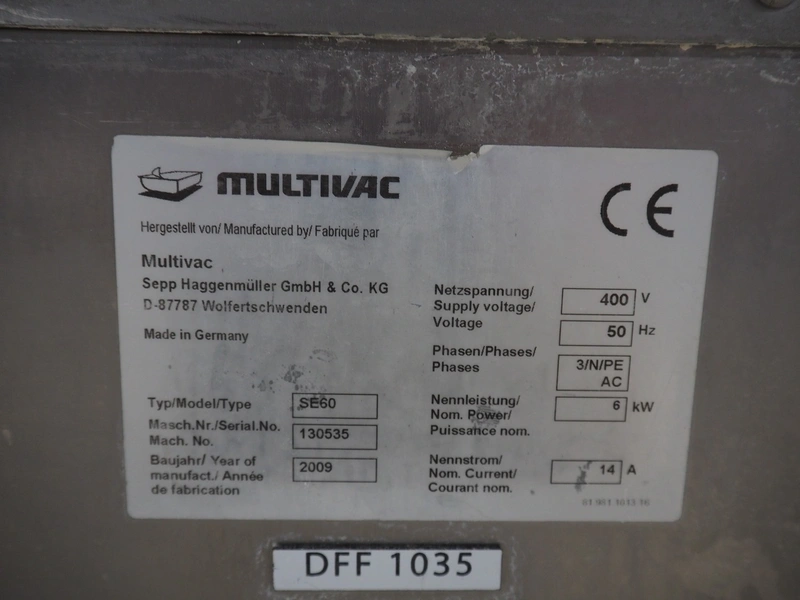 MULTIVAC
CE
Hergestellt von/ Manufactured by/ Fabriqué par
Multivac
Sepp Haggenmüller GmbH & Co. KG
D-87787 Wolfertschwenden
Made in Germany
Typ/Model/Type SE60
Masch.Nr./Serial.No.
Mach. No. 130535
Baujahr/ Year of
manufact./ Année
de fabrication 2009
Netzspannung/
Supply voltage/
Voltage
400 V
50 Hz
Phasen/Phases/
Phases
3/N/PE
AC
Nennleistung/
Nom. Power/
Puissance nom.
6 kW
Nennstrom/
Nom. Current/
Courant nom.
14 A
DFF 1035